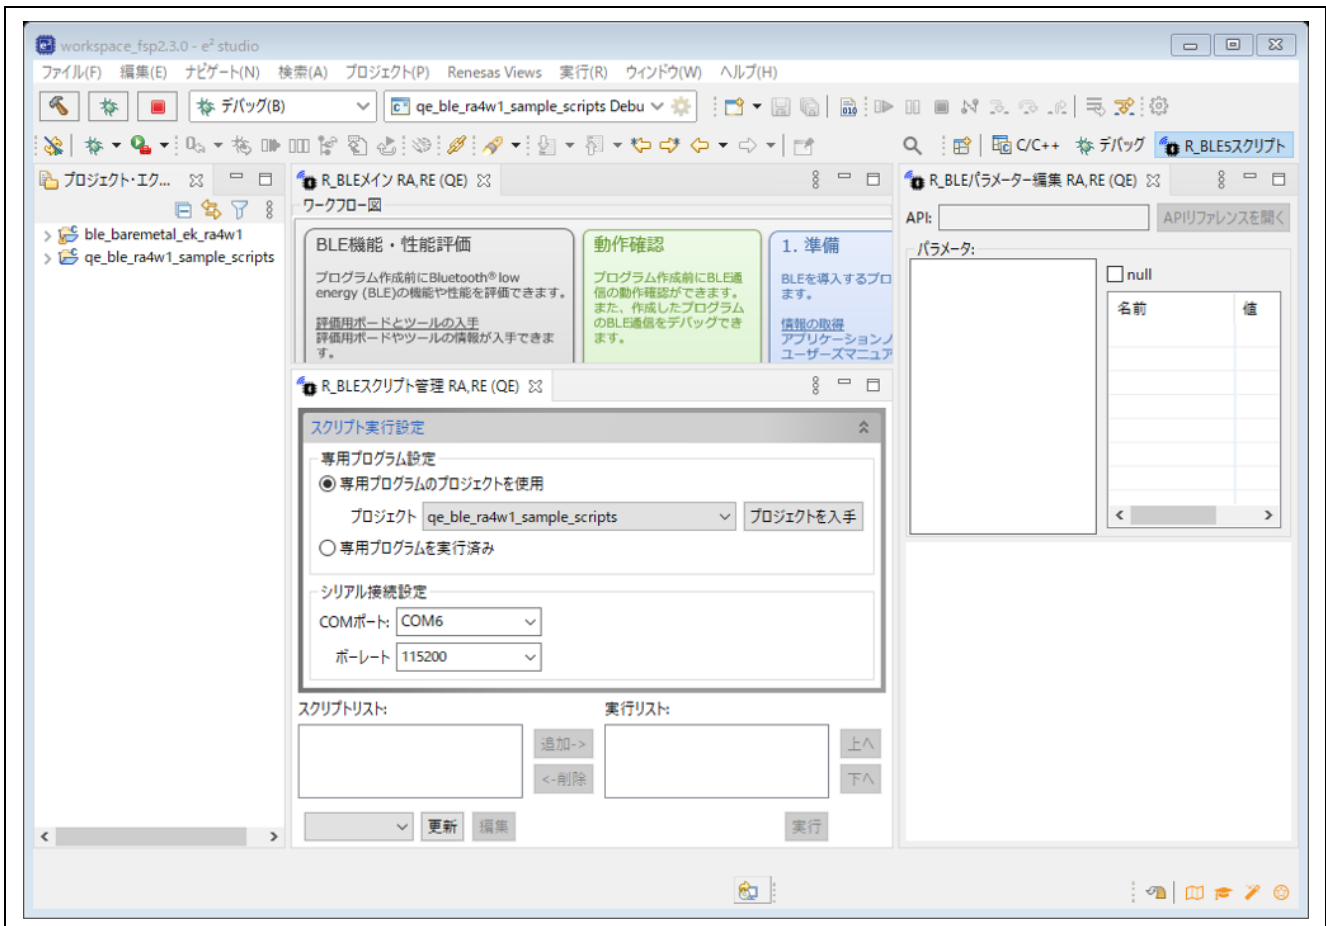 workspace_fsp2.3.0 - e² studio
ファイル(F) 編集(E) ナビゲート(N) 検索(A) プロジェクト(P) Renesas Views 実行(R) ウィンドウ(W) ヘルプ(H)
デバッグ(B)
qe_ble_ra4w1_sample_scripts Debu
010
C/C++
デバッグ
R_BLE5スクリプト
プロジェクト・エク...
ble_baremetal_ek_ra4w1
qe_ble_ra4w1_sample_scripts
R_BLEメイン RA,RE (QE)
ワークフロー図
BLE機能・性能評価
プログラム作成前にBluetooth® low
energy (BLE)の機能や性能を評価できます。
評価用ボードとツールの入手
評価用ボードやツールの情報が入手できま
す。
動作確認
プログラム作成前にBLE通
信の動作確認ができます。
また、作成したプログラム
のBLE通信をデバッグでき
ます。
1. 準備
BLEを導入するプロ
ます。
情報の取得
アプリケーションノ
ユーザーズマニュア
R_BLEスクリプト管理 RA,RE (QE)
スクリプト実行設定
専用プログラム設定
専用プログラムのプロジェクトを使用
プロジェクト qe_ble_ra4w1_sample_scripts プロジェクトを入手
専用プログラムを実行済み
シリアル接続設定
COMポート: COM6
ボーレート 115200
スクリプトリスト:
実行リスト:
追加->
<-削除
上へ
下へ
更新
編集
実行
R_BLEパラメーター編集 RA,RE (QE)
API:
APIリファレンスを開く
パラメータ:
null
名前 値